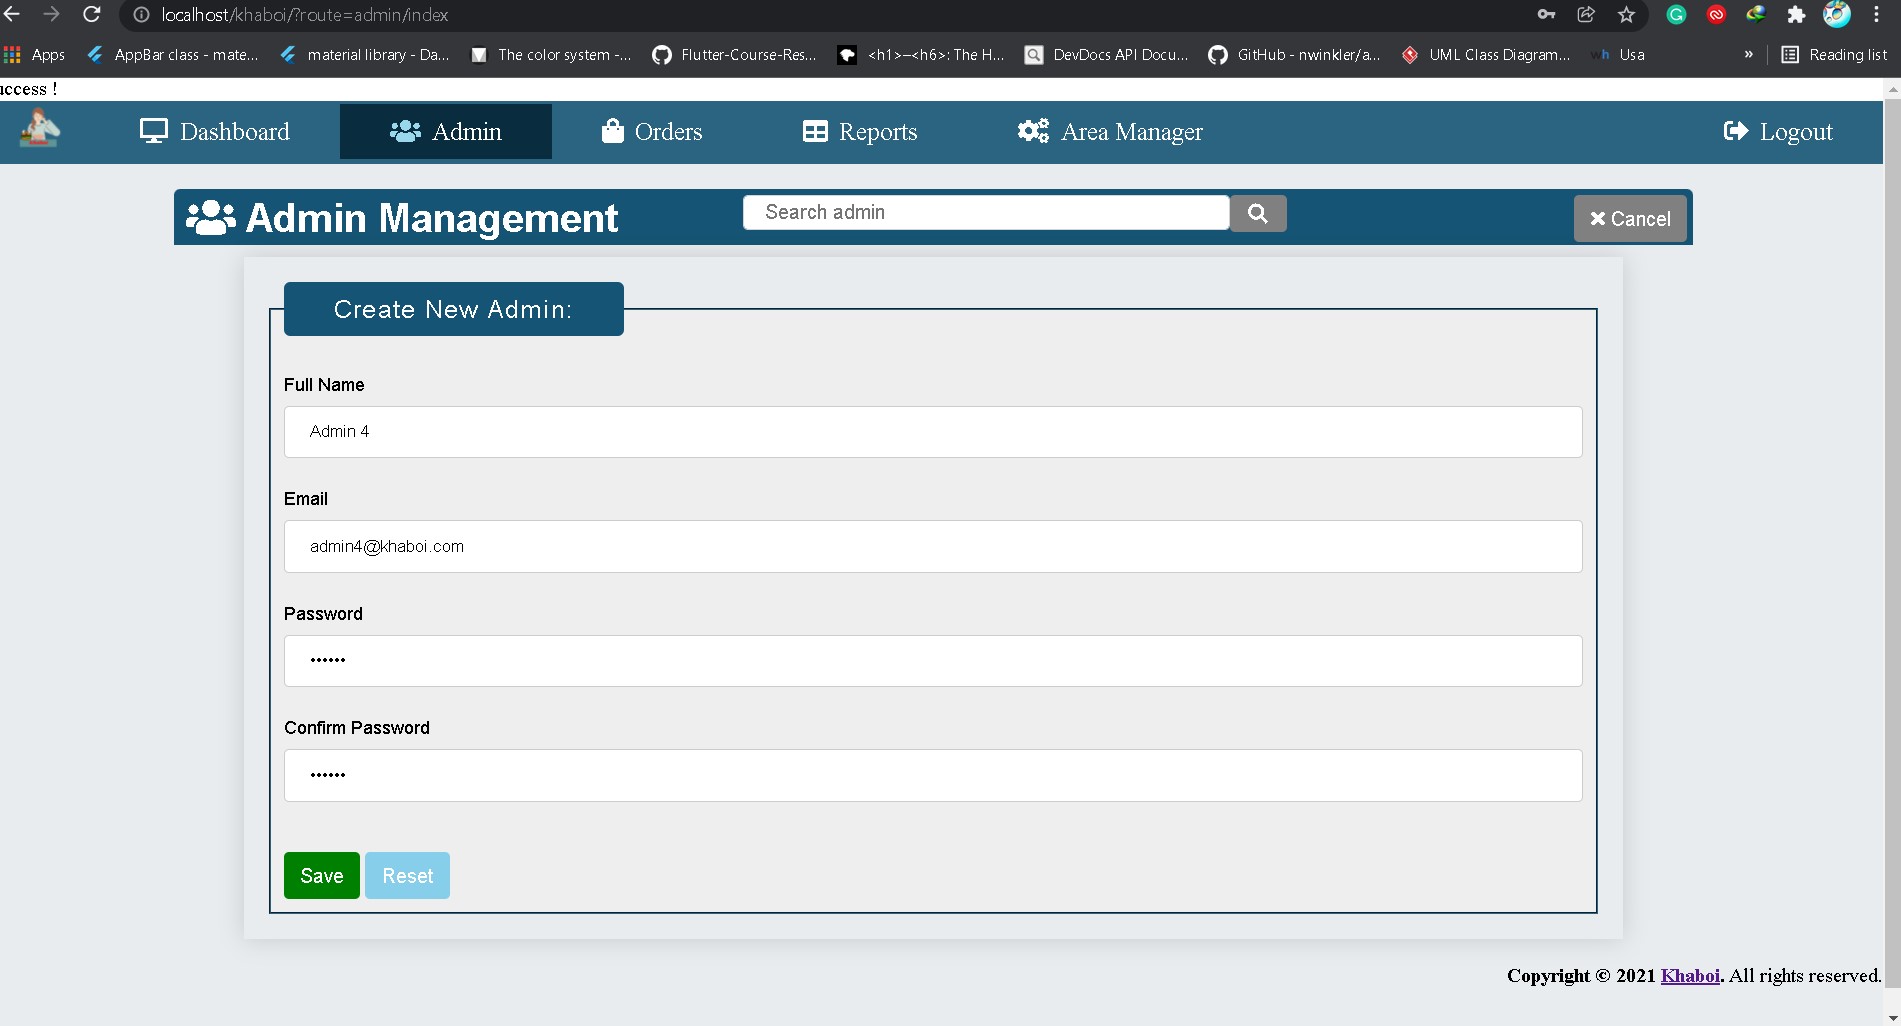 localhost/khaboi/?route=admin/index
Apps AppBar class - mate... material library - Da... The color system -... Flutter-Course-Res... <h1>–<h6>: The H... DevDocs API Docu... GitHub - nwinkler/a... UML Class Diagram... wh Usa » Reading list
uccess !
Dashboard Admin Orders Reports Area Manager Logout
Admin Management Search admin Cancel
Create New Admin:
Full Name
Admin 4
Email
admin4@khaboi.com
Password
••••••
Confirm Password
••••••
Save Reset
Copyright © 2021 Khaboi. All rights reserved.